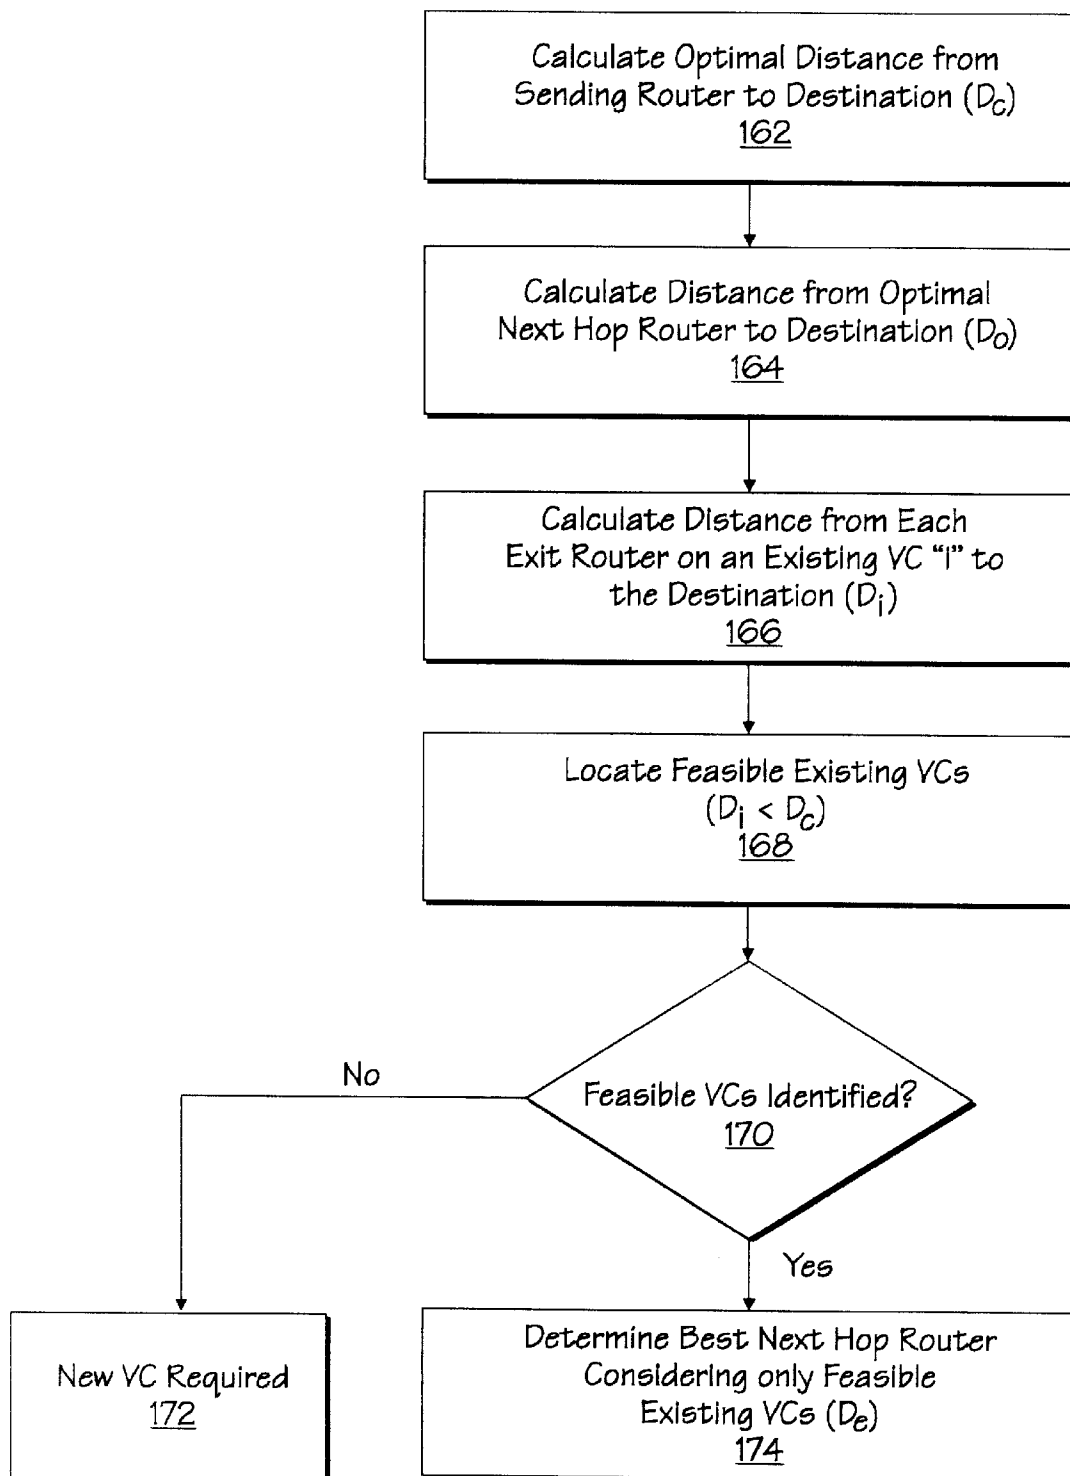 Calculate Optimal Distance from
Sending Router to Destination (Dc)
162
Calculate Distance from Optimal
Next Hop Router to Destination (Do)
164
Calculate Distance from Each
Exit Router on an Existing VC “I” to
the Destination (Di)
166
Locate Feasible Existing VCs
(Di < Dc)
168
Feasible VCs Identified?
170
No
Yes
New VC Required
172
Determine Best Next Hop Router
Considering only Feasible
Existing VCs (De)
174